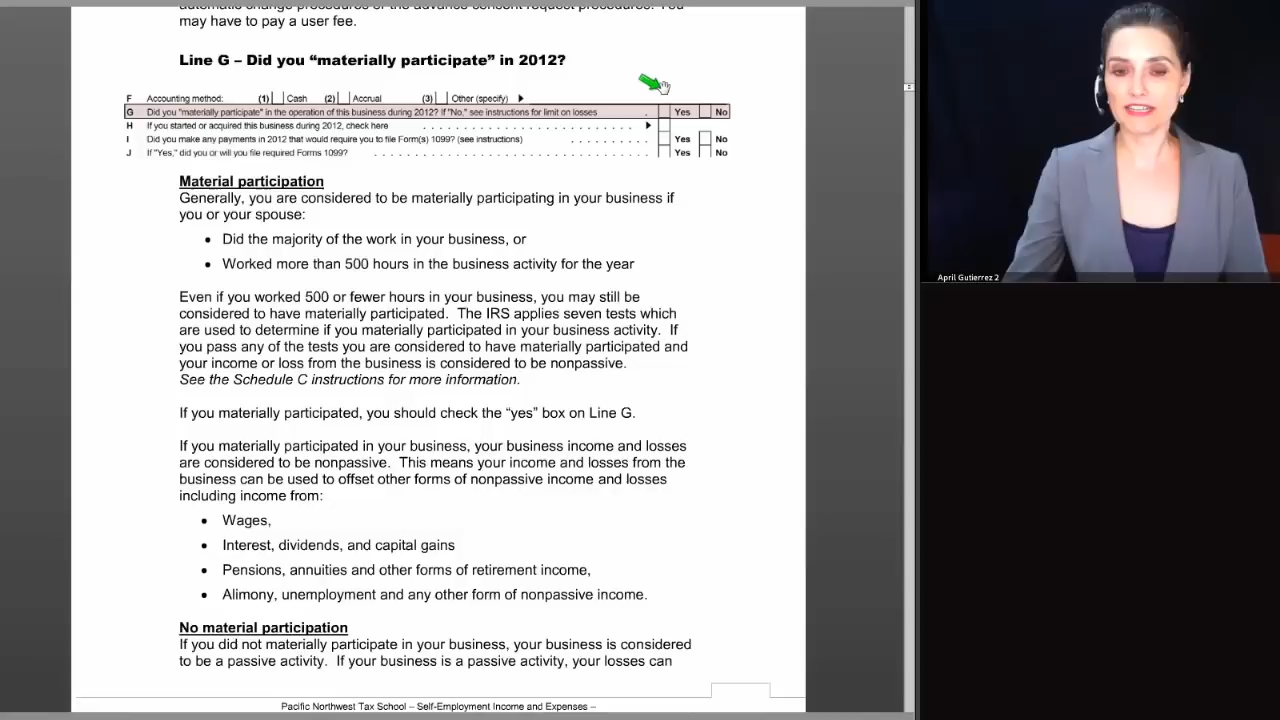 automatic change procedures or the advance consent request procedures. You
may have to pay a user fee.
Line G – Did you “materially participate” in 2012?
F Accounting method: (1) Cash (2) Accrual (3) Other (specify)
G Did you "materially participate" in the operation of this business during 2012? If "No," see instructions for limit on losses . Yes No
H If you started or acquired this business during 2012, check here . . . . . . . . . . . . . . . . .
I Did you make any payments in 2012 that would require you to file Form(s) 1099? (see instructions) . . . . . . . . Yes No
J If "Yes," did you or will you file required Forms 1099? . . . . . . . . . . . . . . . . . . . . Yes No
Material participation
Generally, you are considered to be materially participating in your business if
you or your spouse:
• Did the majority of the work in your business, or
• Worked more than 500 hours in the business activity for the year
Even if you worked 500 or fewer hours in your business, you may still be
considered to have materially participated. The IRS applies seven tests which
are used to determine if you materially participated in your business activity. If
you pass any of the tests you are considered to have materially participated and
your income or loss from the business is considered to be nonpassive.
See the Schedule C instructions for more information.
If you materially participated, you should check the “yes” box on Line G.
If you materially participated in your business, your business income and losses
are considered to be nonpassive. This means your income and losses from the
business can be used to offset other forms of nonpassive income and losses
including income from:
• Wages,
• Interest, dividends, and capital gains
• Pensions, annuities and other forms of retirement income,
• Alimony, unemployment and any other form of nonpassive income.
No material participation
If you did not materially participate in your business, your business is considered
to be a passive activity. If your business is a passive activity, your losses can
Pacific Northwest Tax School – Self-Employment Income and Expenses –
April Gutierrez 2